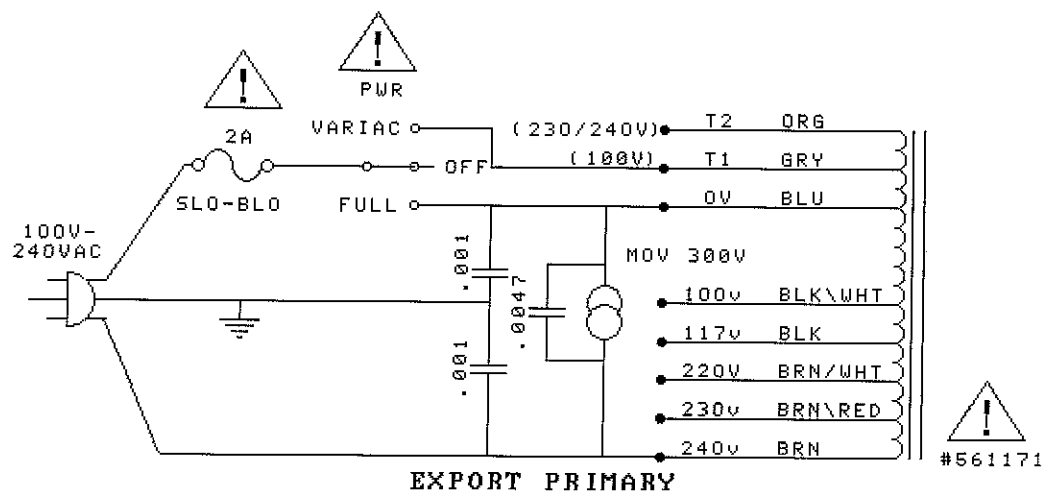 !
!
PWR
2A
VARIAC
(230/240V)
T2
ORG
OFF
(100V)
T1
GRY
SLO-BLO
FULL
0V
BLU
100V-
240VAC
.001
MOV 300V
.0047
100v
BLK\WHT
117v
BLK
.001
220V
BRN/WHT
230v
BRN\RED
!
240v
BRN
#561171
EXPORT PRIMARY